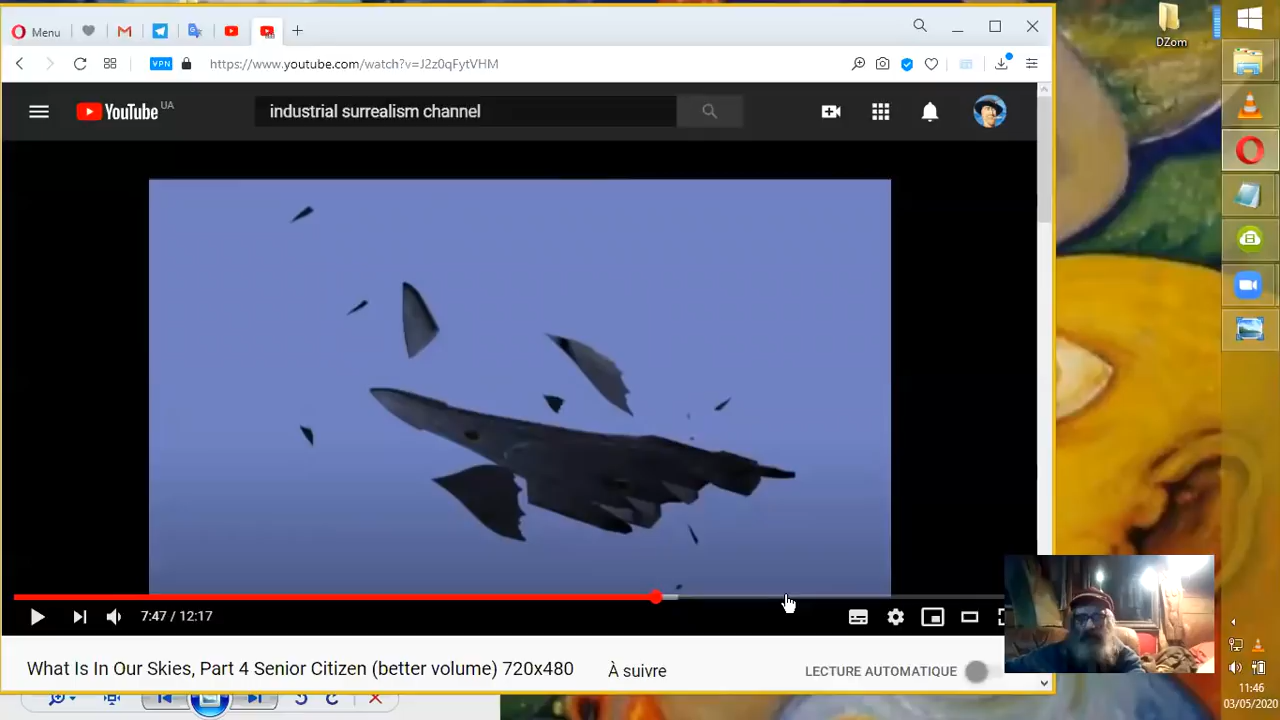 Menu
DZom
VPN
https://www.youtube.com/watch?v=J2z0qFytVHM
YouTube UA
industrial surrealism channel
7:47 / 12:17
What Is In Our Skies, Part 4 Senior Citizen (better volume) 720x480
À suivre
LECTURE AUTOMATIQUE
11:46
03/05/2020